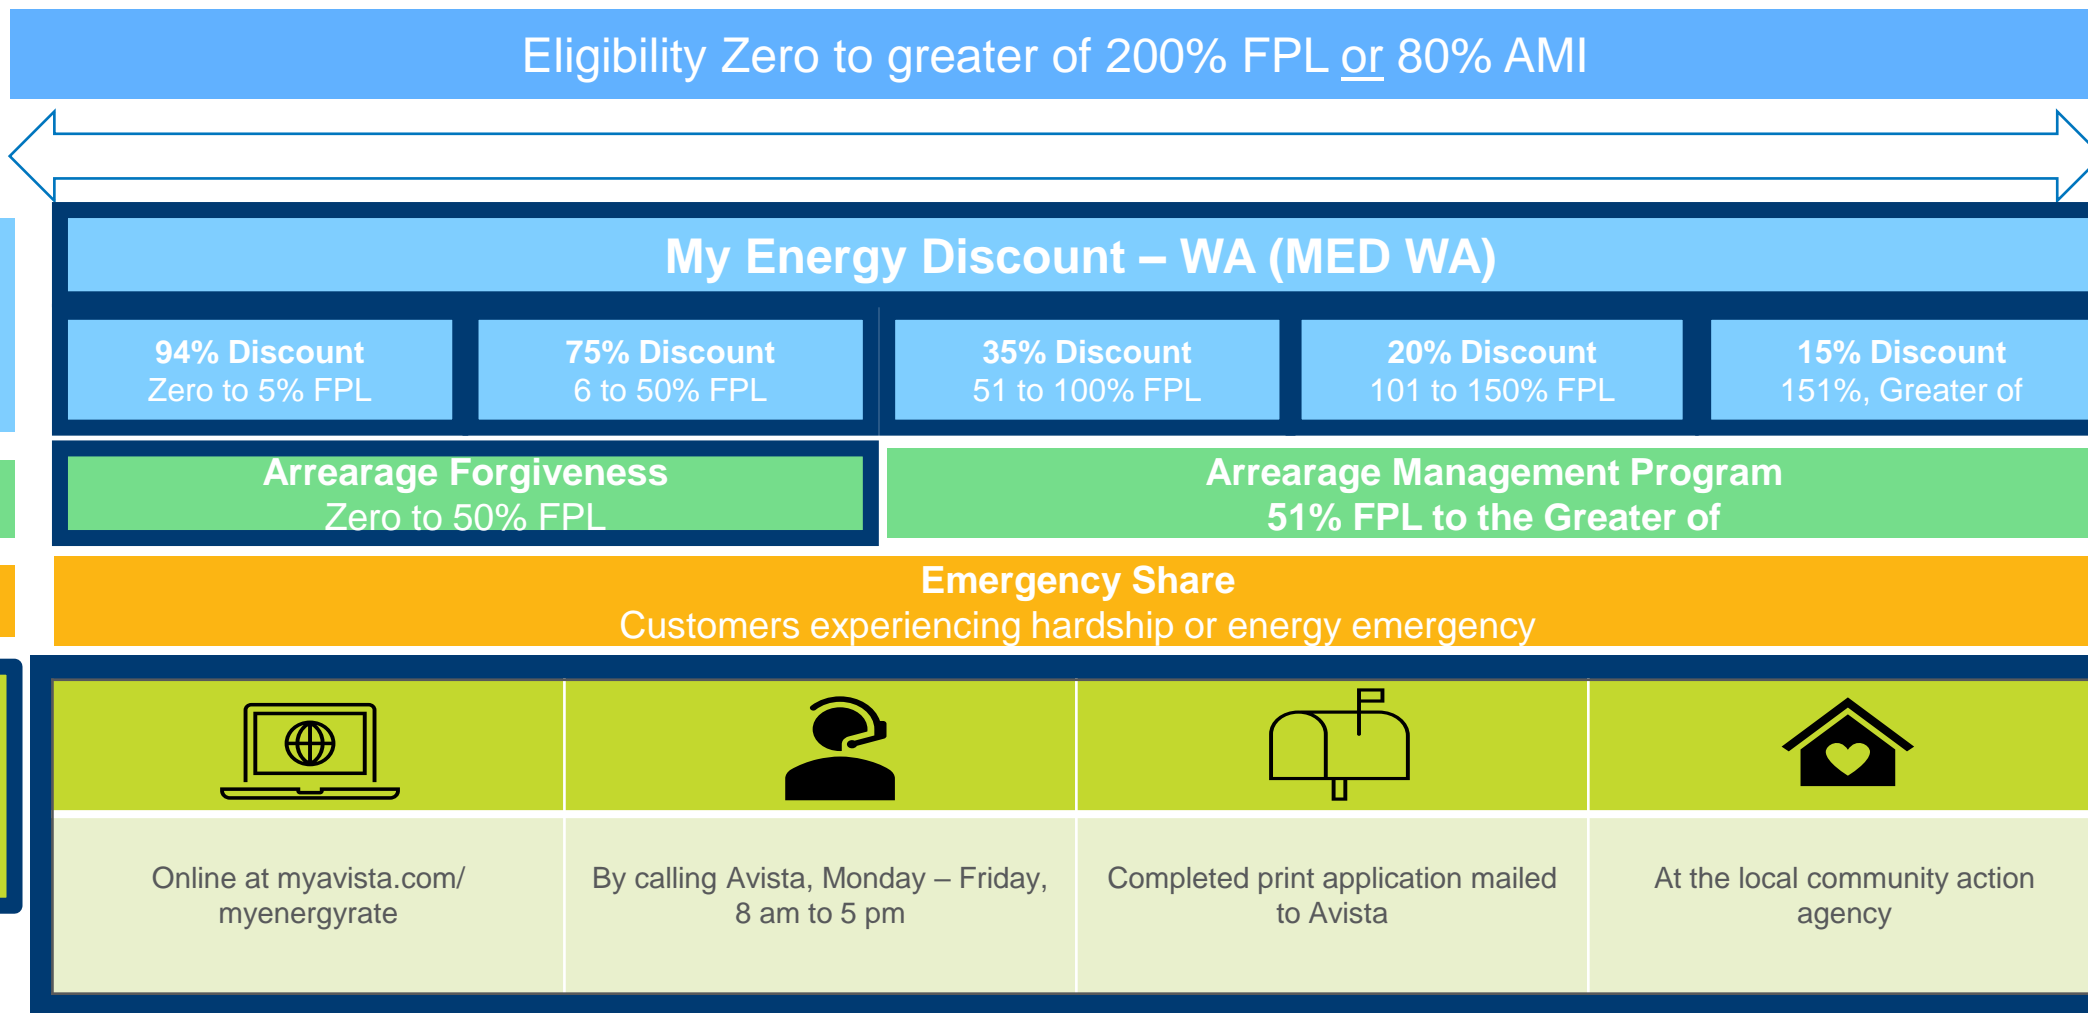 Eligibility Zero to greater of 200% FPL or 80% AMI
My Energy Discount – WA (MED WA)
94% Discount
Zero to 5% FPL
75% Discount
6 to 50% FPL
35% Discount
51 to 100% FPL
20% Discount
101 to 150% FPL
15% Discount
151%, Greater of
Arrearage Forgiveness
Zero to 50% FPL
Arrearage Management Program
51% FPL to the Greater of
Emergency Share
Customers experiencing hardship or energy emergency
Online at myavista.com/
myenergyrate
By calling Avista, Monday – Friday,
8 am to 5 pm
Completed print application mailed
to Avista
At the local community action
agency